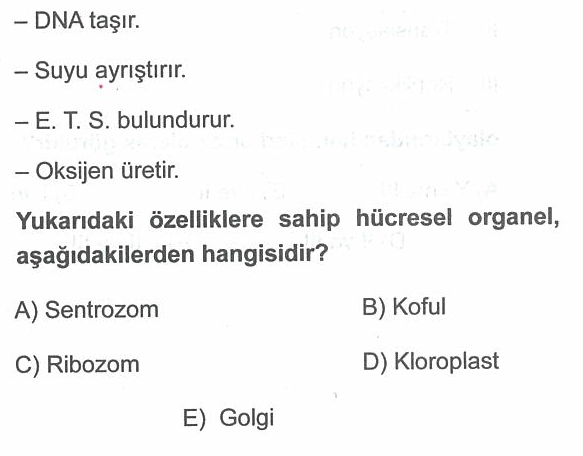 – DNA taşır.
– Suyu ayrıştırır.
– E. T. S. bulundurur.
– Oksijen üretir.
Yukarıdaki özelliklere sahip hücresel organel,
aşağıdakilerden hangisidir?
A) Sentrozom
B) Koful
C) Ribozom
D) Kloroplast
E) Golgi